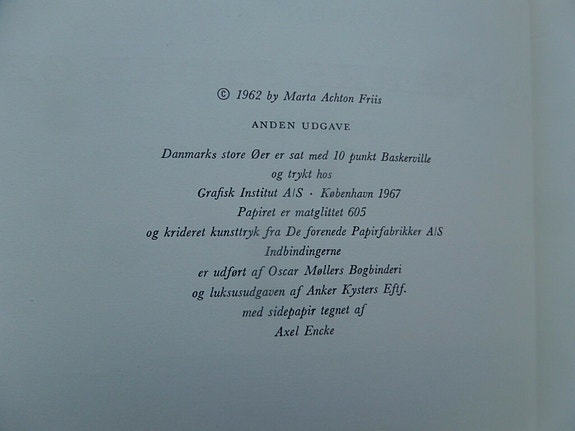 © 1962 by Marta Achton Friis
ANDEN UDGAVE
Danmarks store Øer er sat med 10 punkt Baskerville
og trykt hos
Grafisk Institut A/S · København 1967
Papiret er matglittet 605
og krideret kunsttryk fra De forenede Papirfabrikker A/S
Indbindingerne
er udført af Oscar Møllers Bogbinderi
og luksusudgaven af Anker Kysters Eftf.
med sidepapir tegnet af
Axel Encke